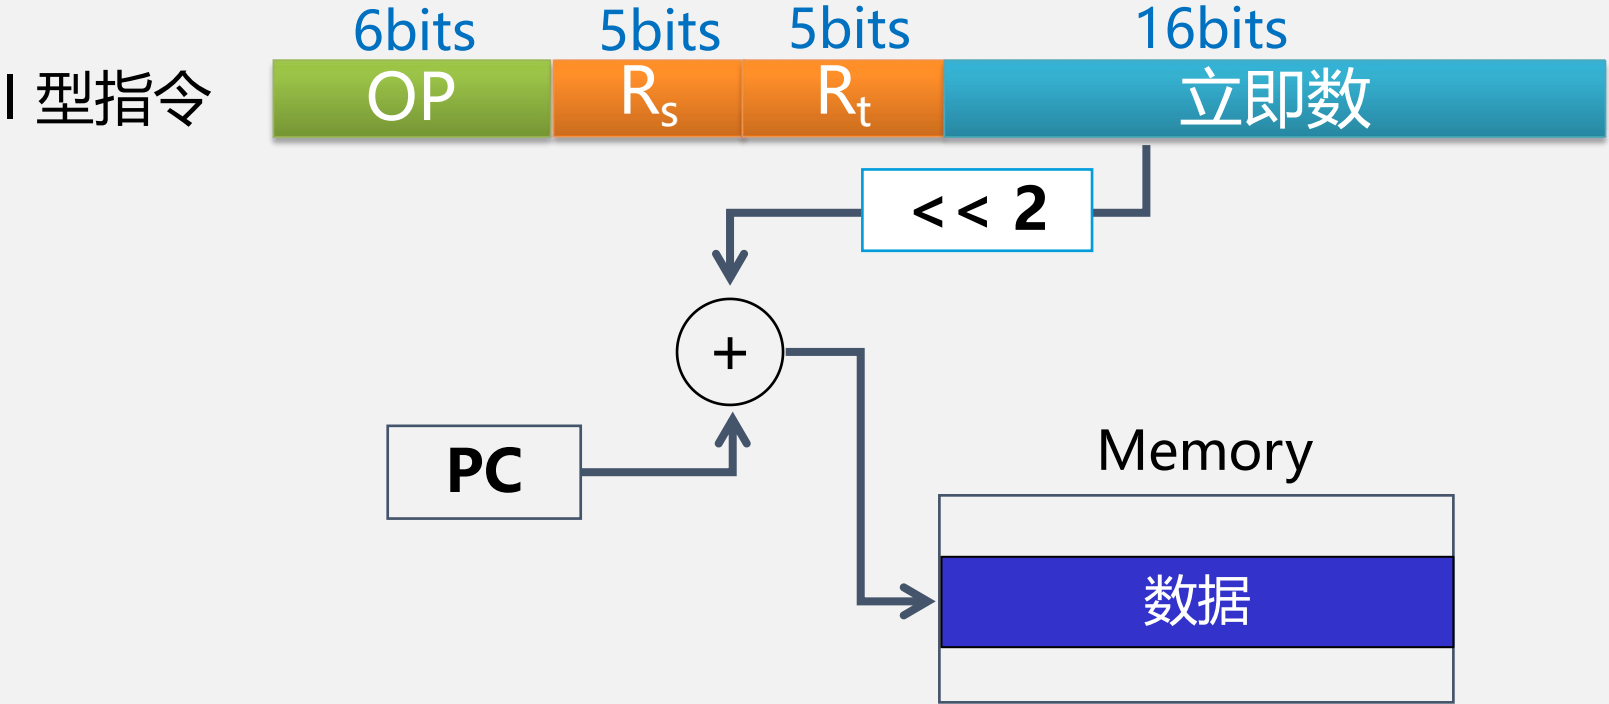 6bits 5bits 5bits 16bits
I 型指令 OP Rs Rt 立即数
<< 2
+
PC
Memory
数据